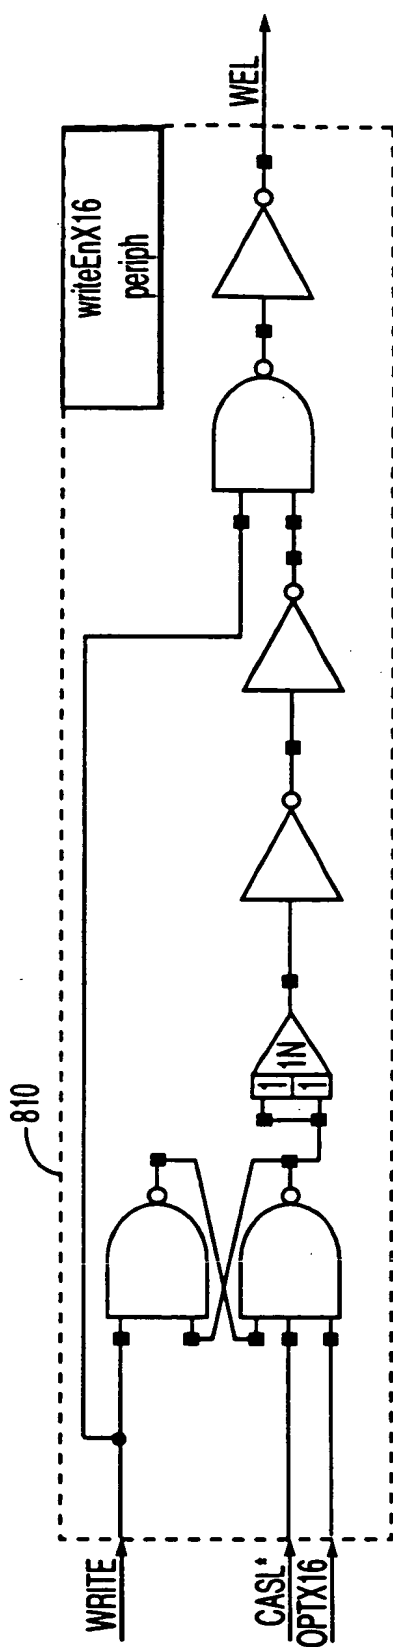 writeEnX16
periph
WEL
810
1
1
1N
WRITE
CASL*
OPTX16